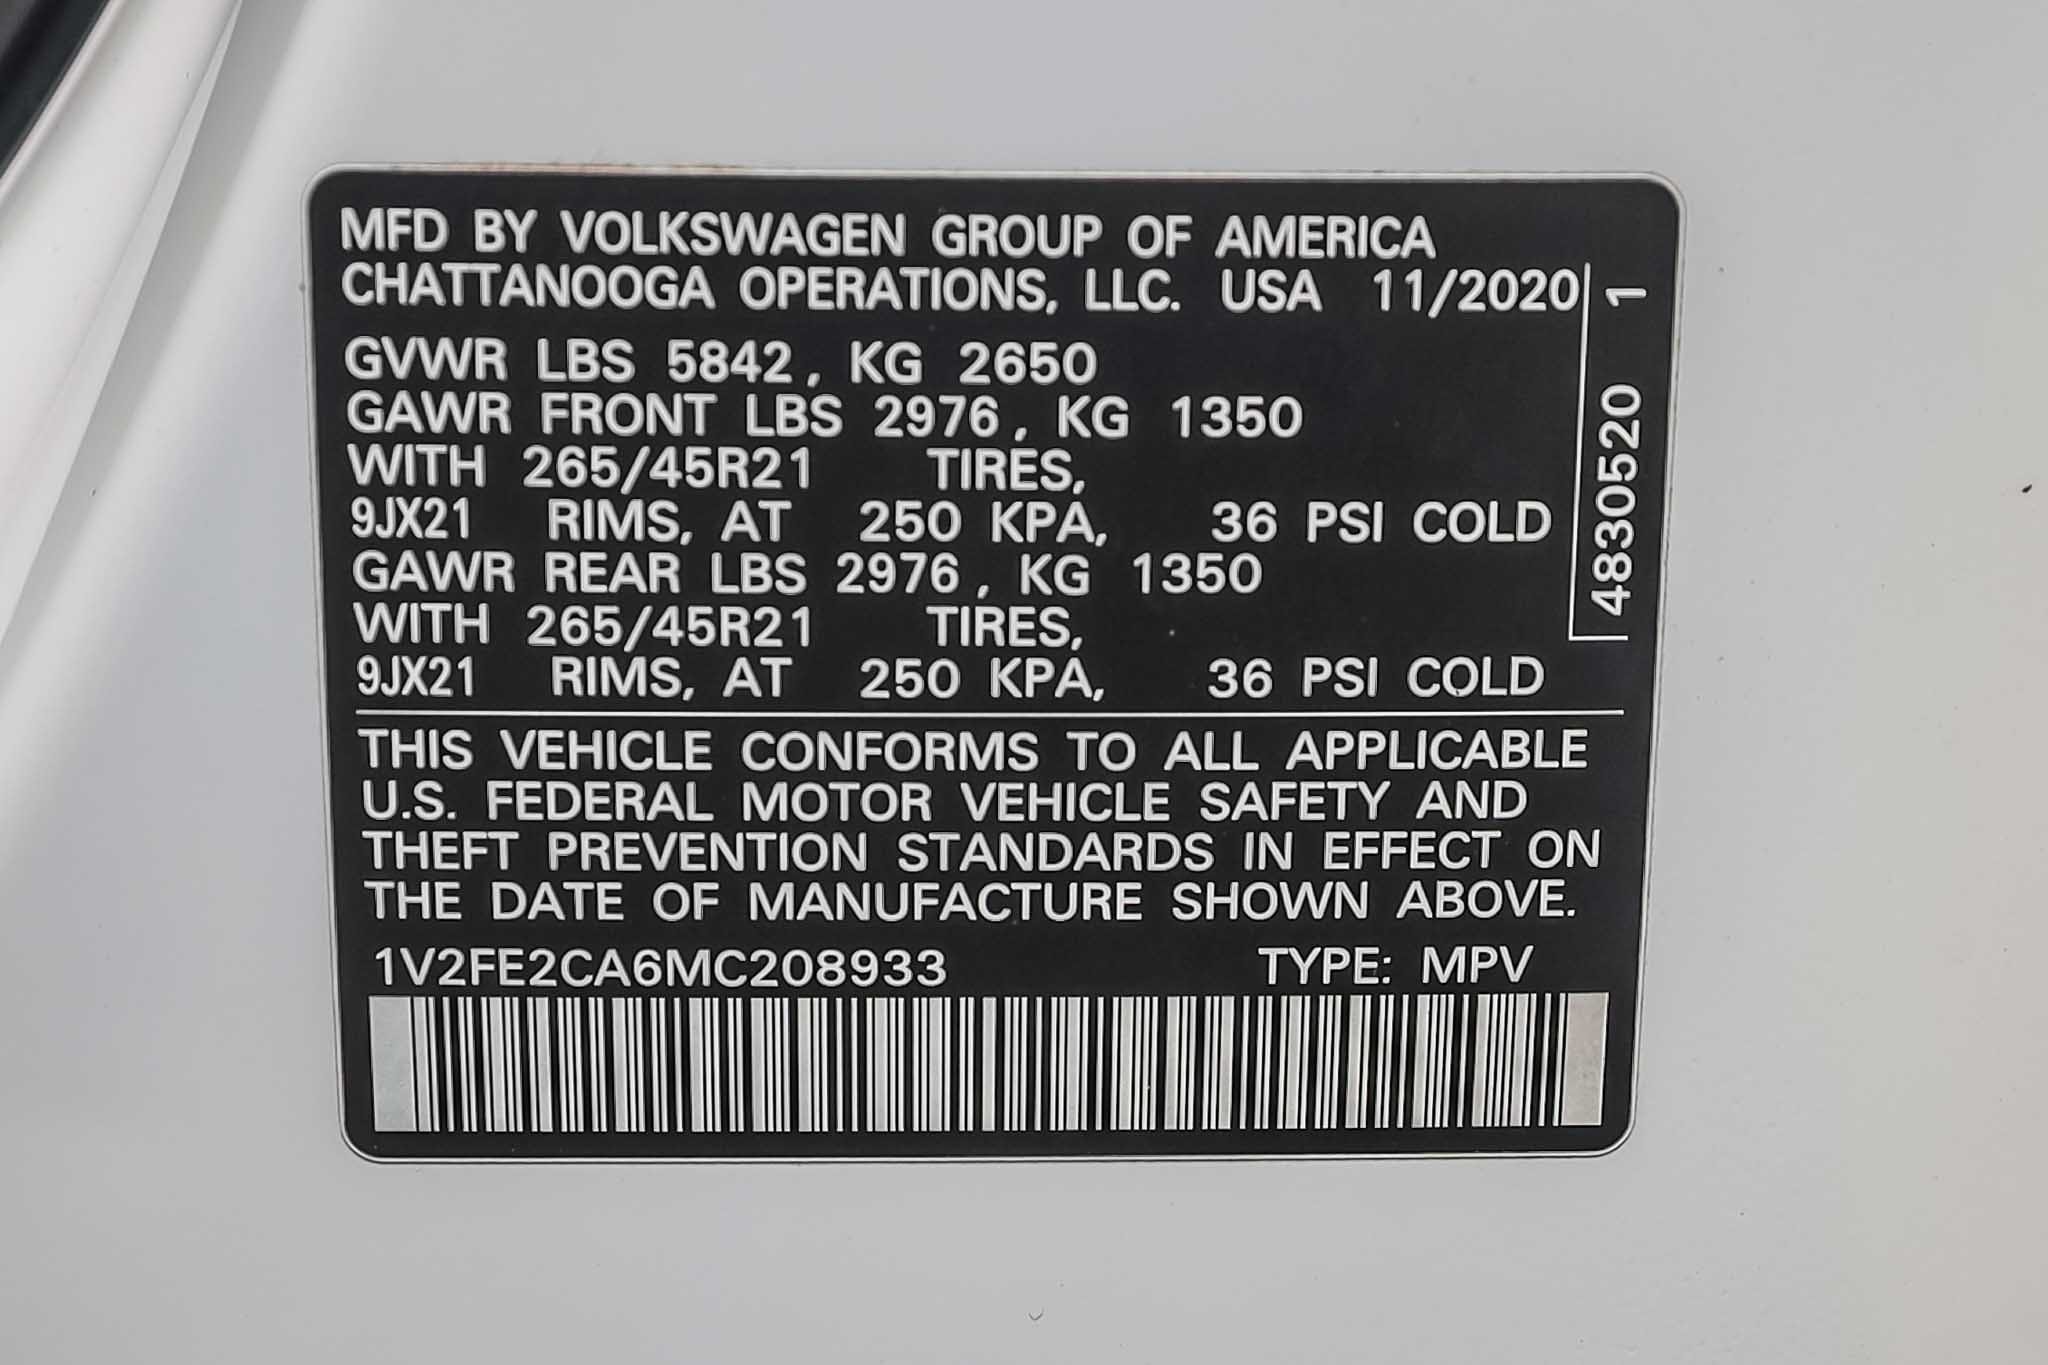 MFD BY VOLKSWAGEN GROUP OF AMERICA
CHATTANOOGA OPERATIONS, LLC. USA 11/2020
GVWR LBS 5842, KG 2650
GAWR FRONT LBS 2976, KG 1350
WITH 265/45R21 TIRES,
9JX21 RIMS, AT 250 KPA, 36 PSI COLD
GAWR REAR LBS 2976, KG 1350
WITH 265/45R21 TIRES,
9JX21 RIMS, AT 250 KPA, 36 PSI COLD
4830520 1
THIS VEHICLE CONFORMS TO ALL APPLICABLE
U.S. FEDERAL MOTOR VEHICLE SAFETY AND
THEFT PREVENTION STANDARDS IN EFFECT ON
THE DATE OF MANUFACTURE SHOWN ABOVE.
1V2FE2CA6MC208933 TYPE: MPV